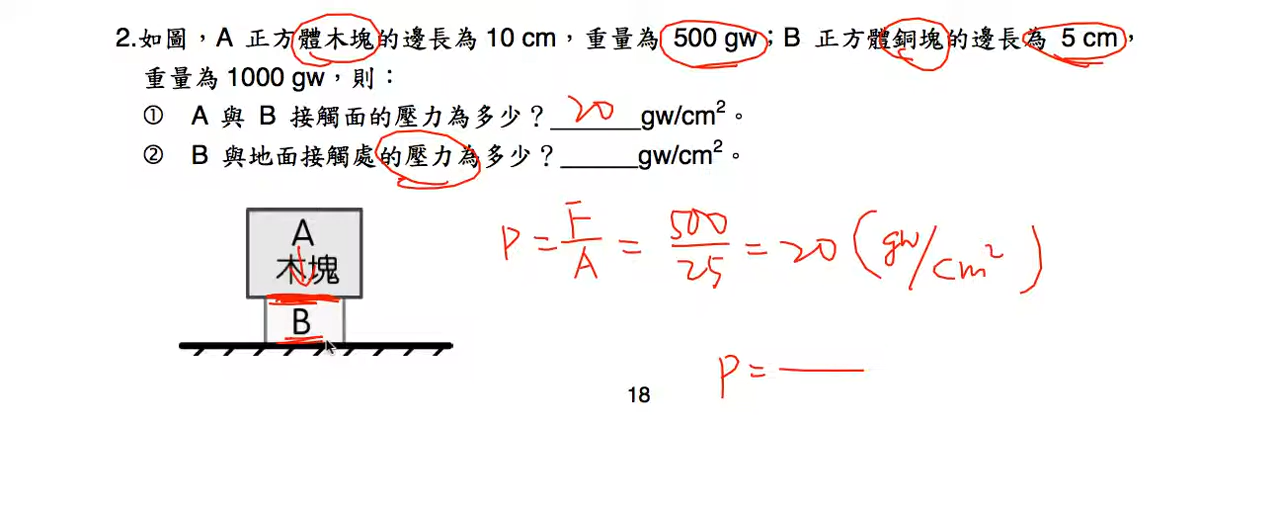 2.如圖，A 正方體木塊的邊長為 10 cm，重量為 500 gw；B 正方體銅塊的邊長為 5 cm，
重量為 1000 gw，則：
① A 與 B 接觸面的壓力為多少？ 20 gw/cm²。
② B 與地面接觸處的壓力為多少？______gw/cm²。
A
木塊
B
P = F/A = 500/25 = 20 (gw/cm²)
P =
18